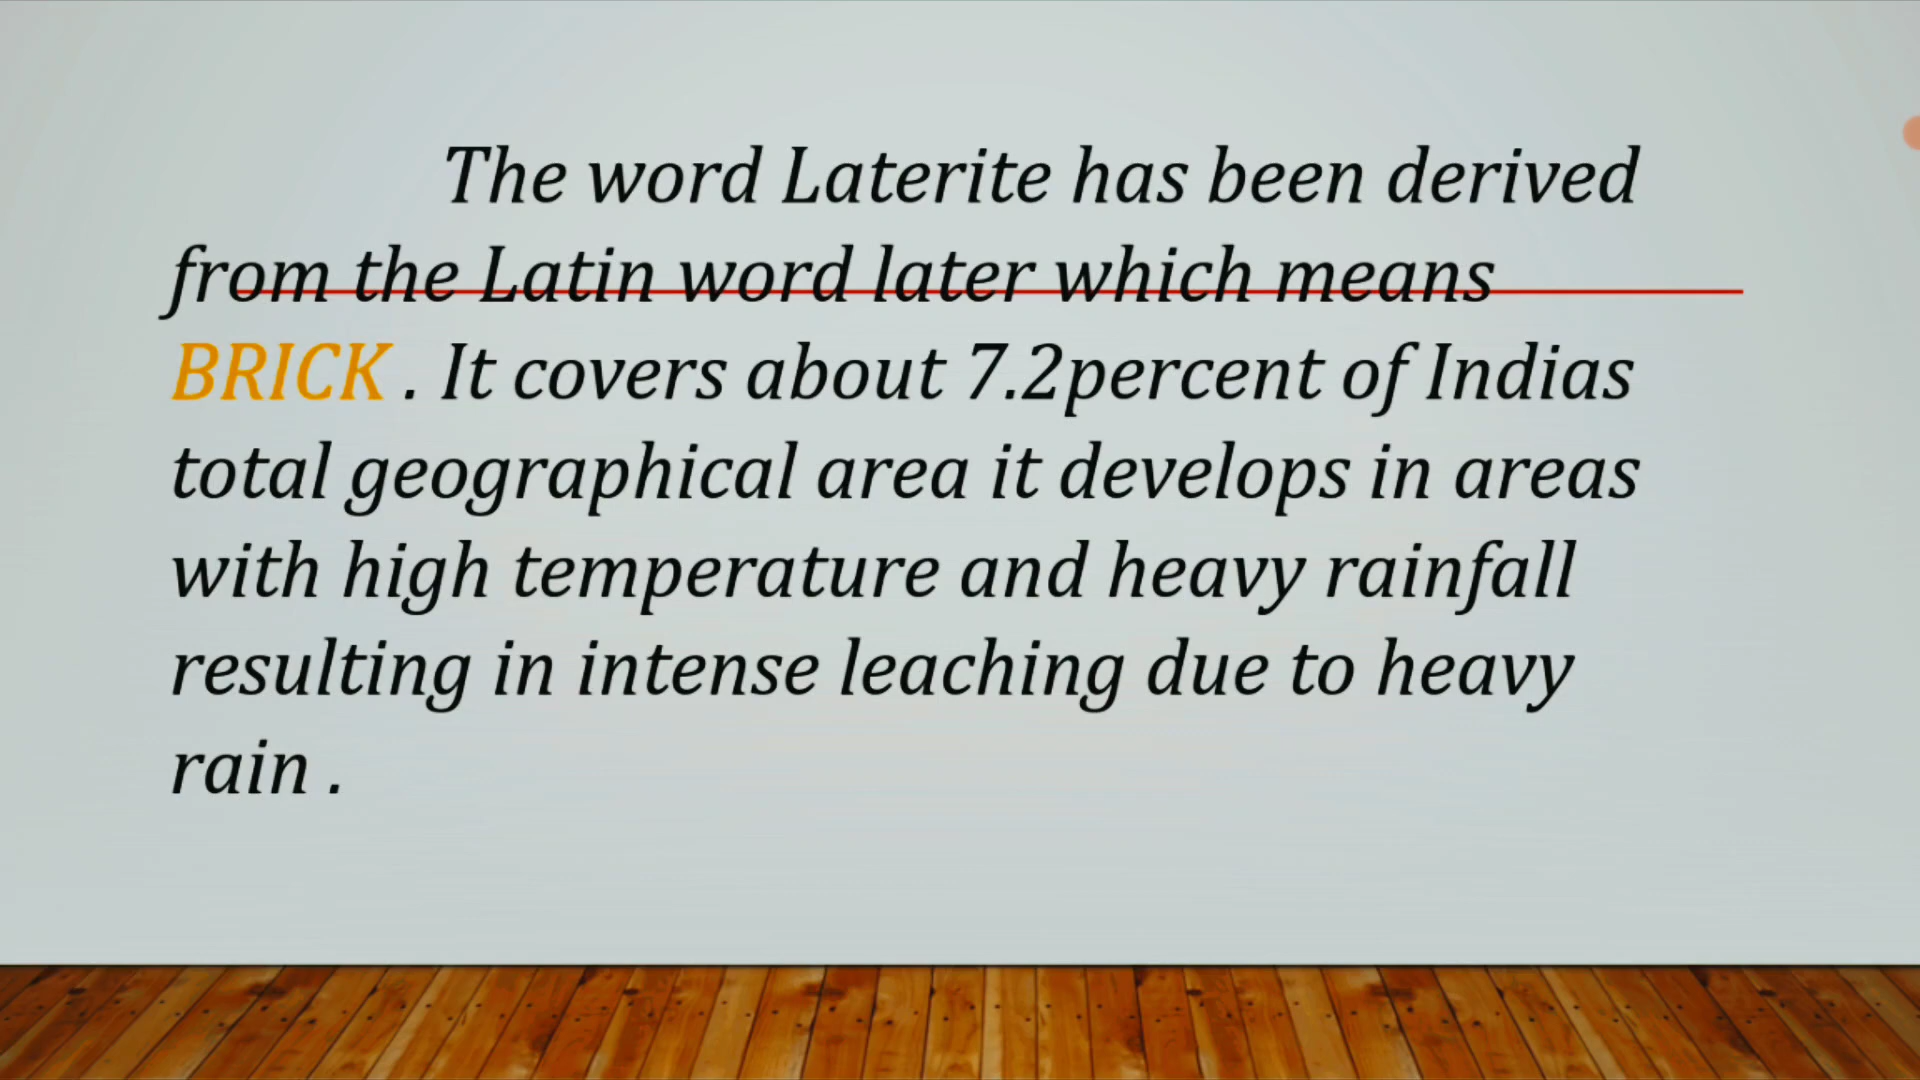 The word Laterite has been derived
from the Latin word later which means
BRICK . It covers about 7.2percent of Indias
total geographical area it develops in areas
with high temperature and heavy rainfall
resulting in intense leaching due to heavy
rain .